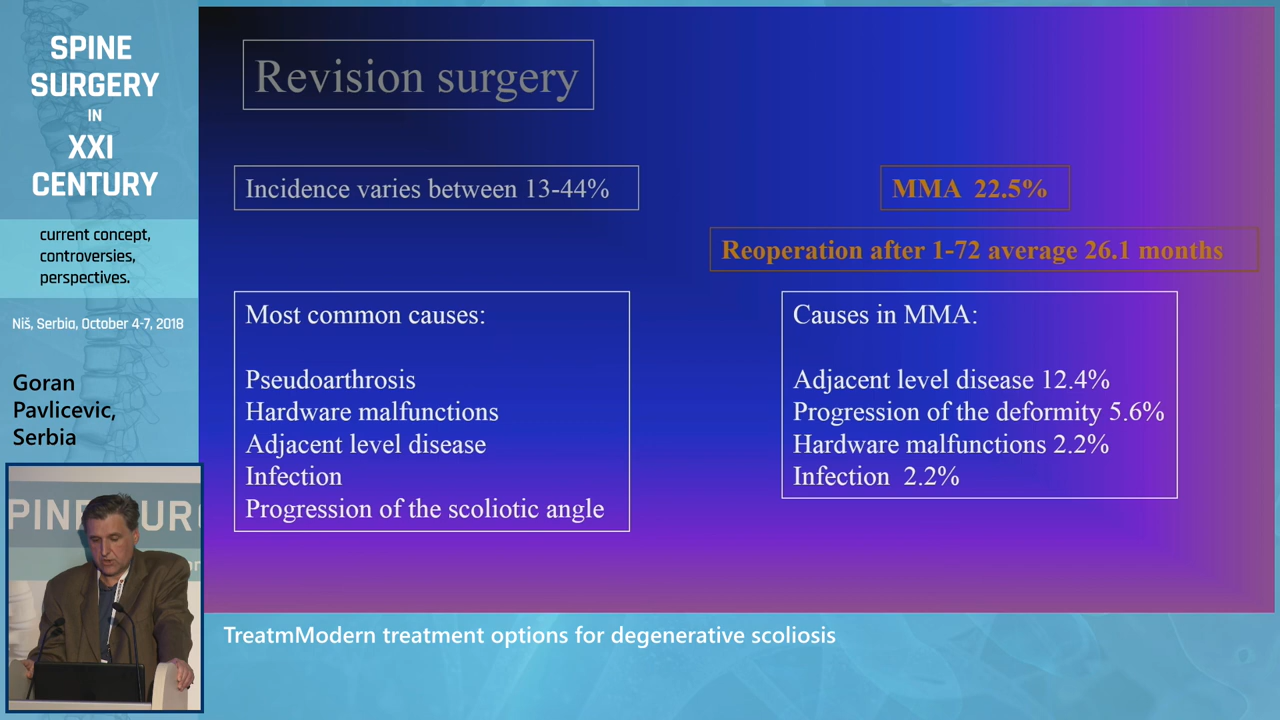 SPINE
SURGERY
IN
XXI
CENTURY
current concept,
controversies,
perspectives.
Niš, Serbia, October 4-7, 2018
Goran
Pavlicevic,
Serbia
PINE SUR
Revision surgery
Incidence varies between 13-44%
MMA 22.5%
Reoperation after 1-72 average 26.1 months
Most common causes:
Pseudoarthrosis
Hardware malfunctions
Adjacent level disease
Infection
Progression of the scoliotic angle
Causes in MMA:
Adjacent level disease 12.4%
Progression of the deformity 5.6%
Hardware malfunctions 2.2%
Infection 2.2%
TreatmModern treatment options for degenerative scoliosis